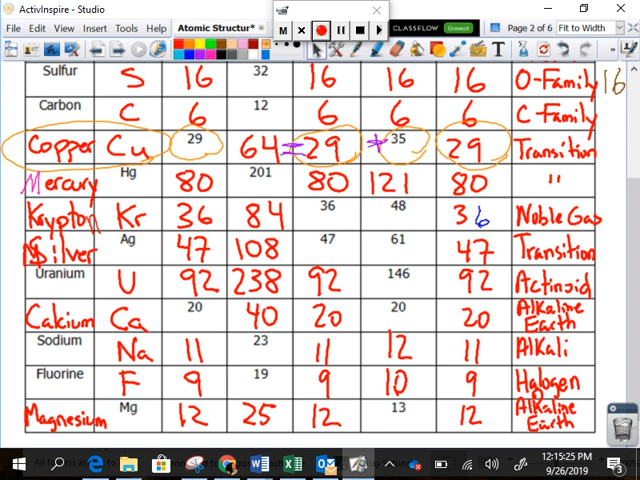 ActivInspire - Studio
File Edit View Insert Tools Help
Atomic Structur*
M
CLASSFLOW
Page 2 of 6
Fit to Width
Sulfur S 16 32 16 16 16 O-Family 16
Carbon C 6 12 6 6 6 C-Family
Copper Cu 29 64 = 29 + 35 29 Transition
Mercury Hg 80 201 80 121 80 "
Krypton Kr 36 84 36 48 36 Noble Gas
Silver Ag 47 108 47 61 47 Transition
Uranium U 92 238 92 146 92 Actinoid
Calcium Ca 20 40 20 20 20 Alkaline Earth
Sodium Na 11 23 11 12 11 Alkali
Fluorine F 9 19 9 10 9 Halogen
Magnesium Mg 12 25 12 13 12 Alkaline Earth
12:15:25 PM
9/26/2019
3